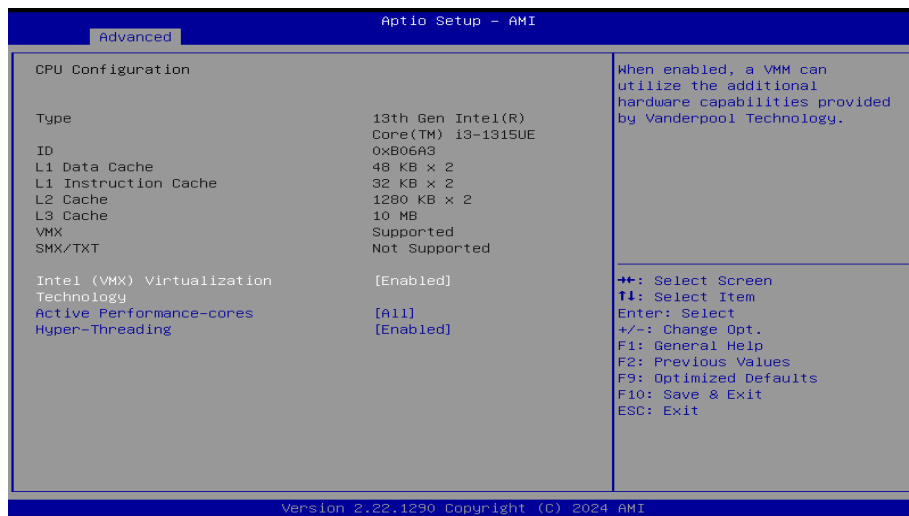 Aptio Setup - AMI
Advanced
CPU Configuration
Type 13th Gen Intel(R)
Core(TM) i3-1315UE
ID 0xB06A3
L1 Data Cache 48 KB x 2
L1 Instruction Cache 32 KB x 2
L2 Cache 1280 KB x 2
L3 Cache 10 MB
VMX Supported
SMX/TXT Not Supported
Intel (VMX) Virtualization [Enabled]
Technology
Active Performance-cores [All]
Hyper-Threading [Enabled]
When enabled, a VMM can
utilize the additional
hardware capabilities provided
by Vanderpool Technology.
→←: Select Screen
↑↓: Select Item
Enter: Select
+/-: Change Opt.
F1: General Help
F2: Previous Values
F9: Optimized Defaults
F10: Save & Exit
ESC: Exit
Version 2.22.1290 Copyright (C) 2024 AMI